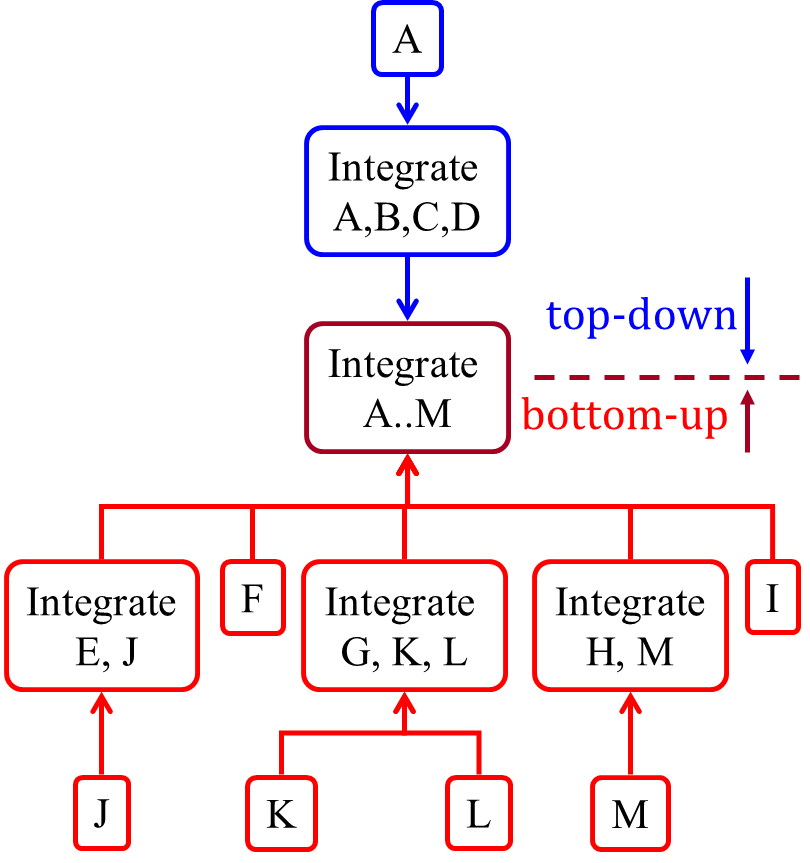 A
Integrate
A,B,C,D
top-down
Integrate
A..M
bottom-up
Integrate
E, J
F
Integrate
G, K, L
Integrate
H, M
I
J
K
L
M